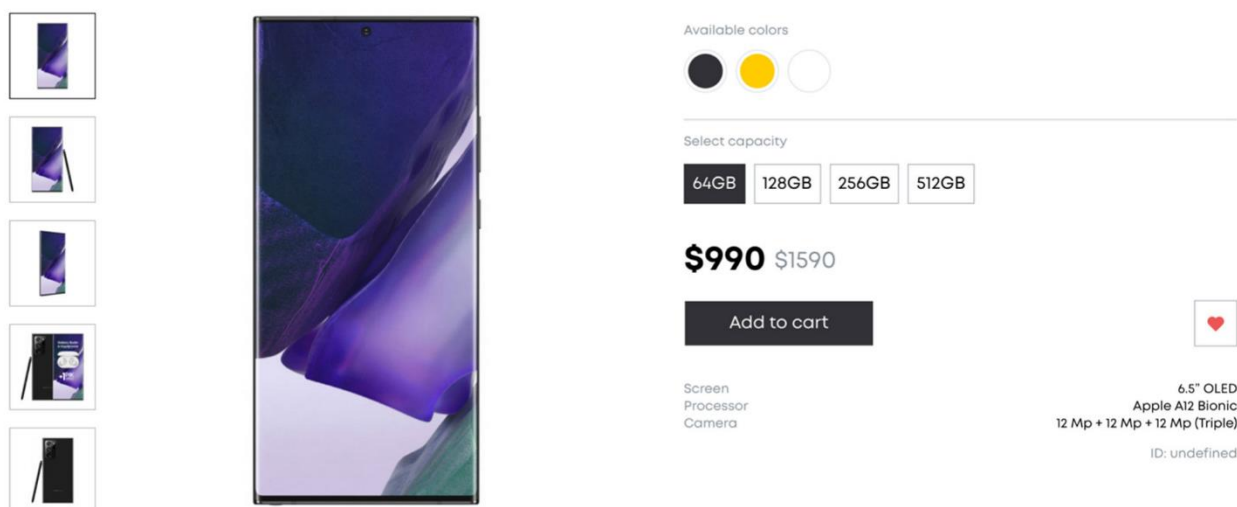 Available colors
Select capacity
64GB 128GB 256GB 512GB
$990 $1590
Add to cart
Screen 6.5” OLED
Processor Apple A12 Bionic
Camera 12 Mp + 12 Mp + 12 Mp (Triple)
ID: undefined